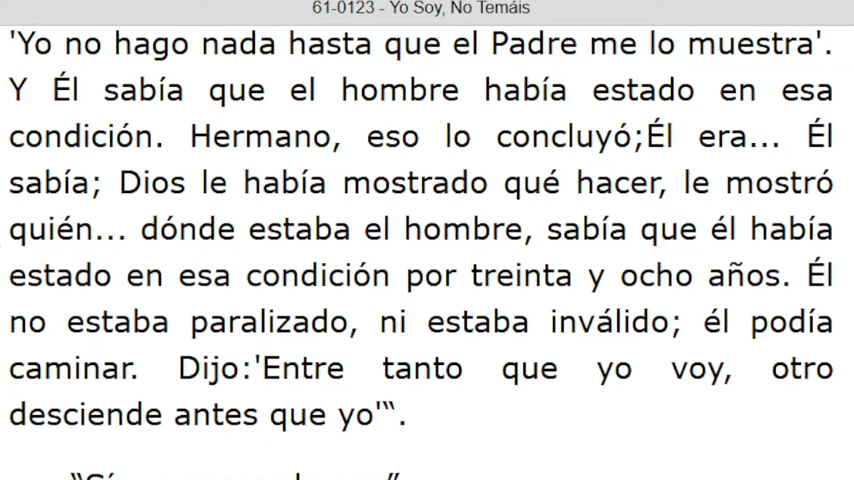 61-0123 - Yo Soy, No Temáis
'Yo no hago nada hasta que el Padre me lo muestra'.
Y Él sabía que el hombre había estado en esa
condición. Hermano, eso lo concluyó;Él era... Él
sabía; Dios le había mostrado qué hacer, le mostró
quién... dónde estaba el hombre, sabía que él había
estado en esa condición por treinta y ocho años. Él
no estaba paralizado, ni estaba inválido; él podía
caminar. Dijo:'Entre tanto que yo voy, otro
desciende antes que yo'“.